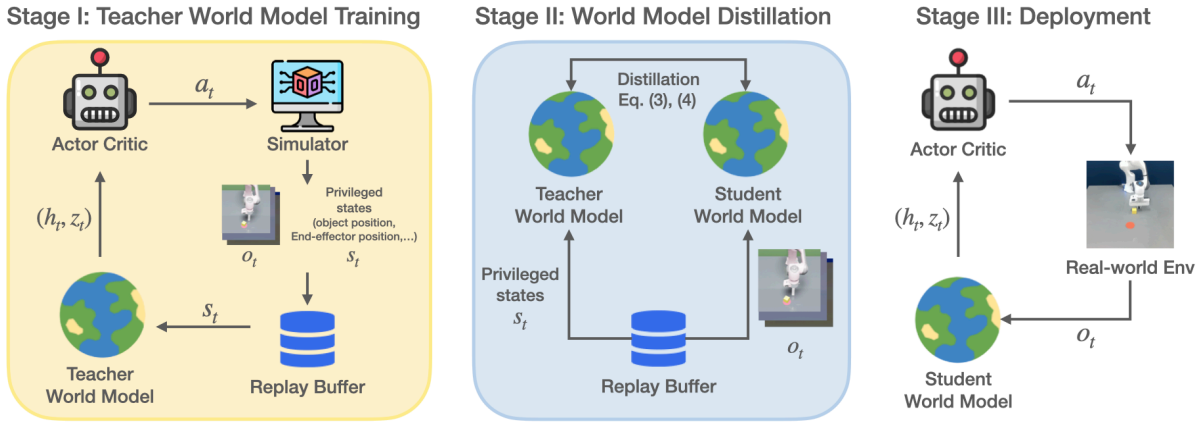 Stage I: Teacher World Model Training
Actor Critic
a_t
Simulator
(h_t, z_t)
o_t
Privileged
states
(object position,
End-effector position,...)
s_t
s_t
Teacher
World Model
Replay Buffer
Stage II: World Model Distillation
Distillation
Eq. (3), (4)
Teacher
World Model
Student
World Model
Privileged
states
s_t
Replay Buffer
o_t
Stage III: Deployment
Actor Critic
a_t
(h_t, z_t)
Real-world Env
o_t
Student
World Model